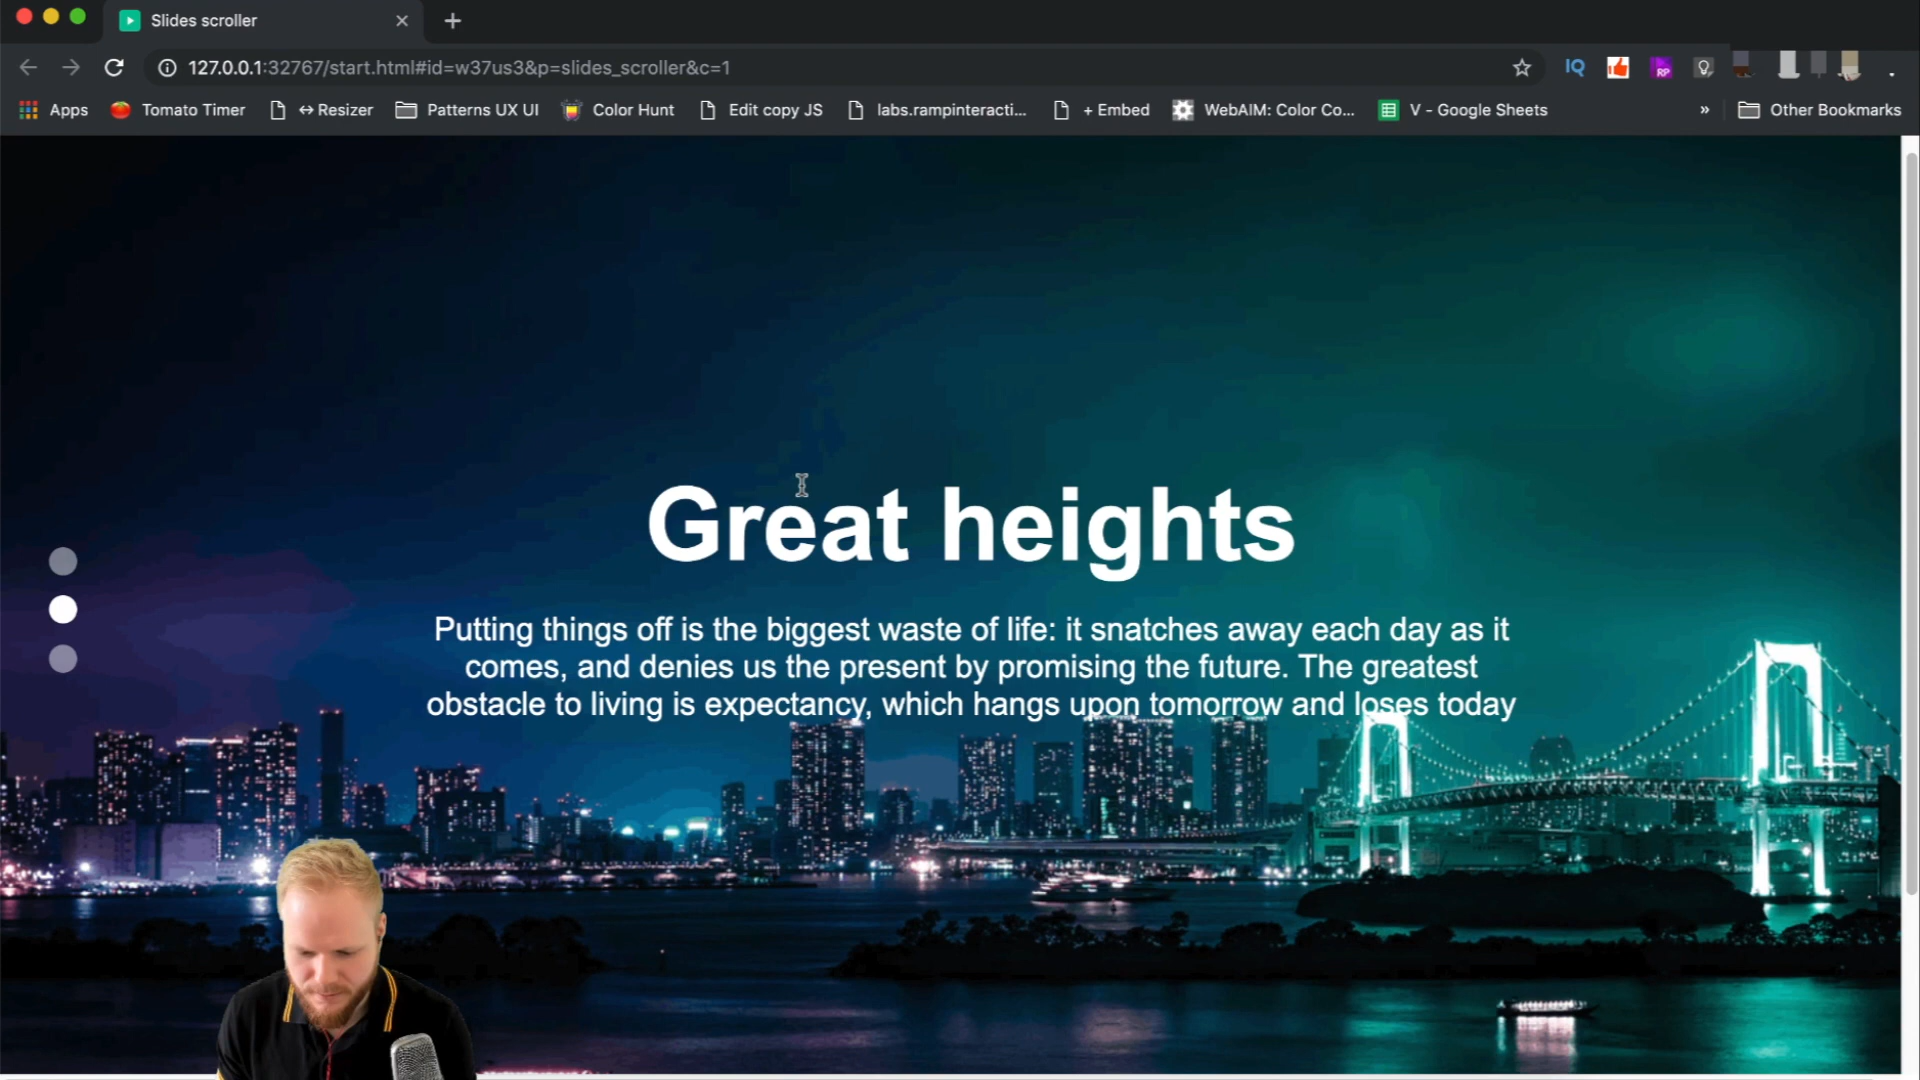 Slides scroller
127.0.0.1:32767/start.html#id=w37us3&p=slides_scroller&c=1
IQ
RP
Apps
Tomato Timer
↔ Resizer
Patterns UX UI
Color Hunt
Edit copy JS
labs.rampinteracti...
+ Embed
WebAIM: Color Co...
V - Google Sheets
»
Other Bookmarks
Great heights
Putting things off is the biggest waste of life: it snatches away each day as it
comes, and denies us the present by promising the future. The greatest
obstacle to living is expectancy, which hangs upon tomorrow and loses today